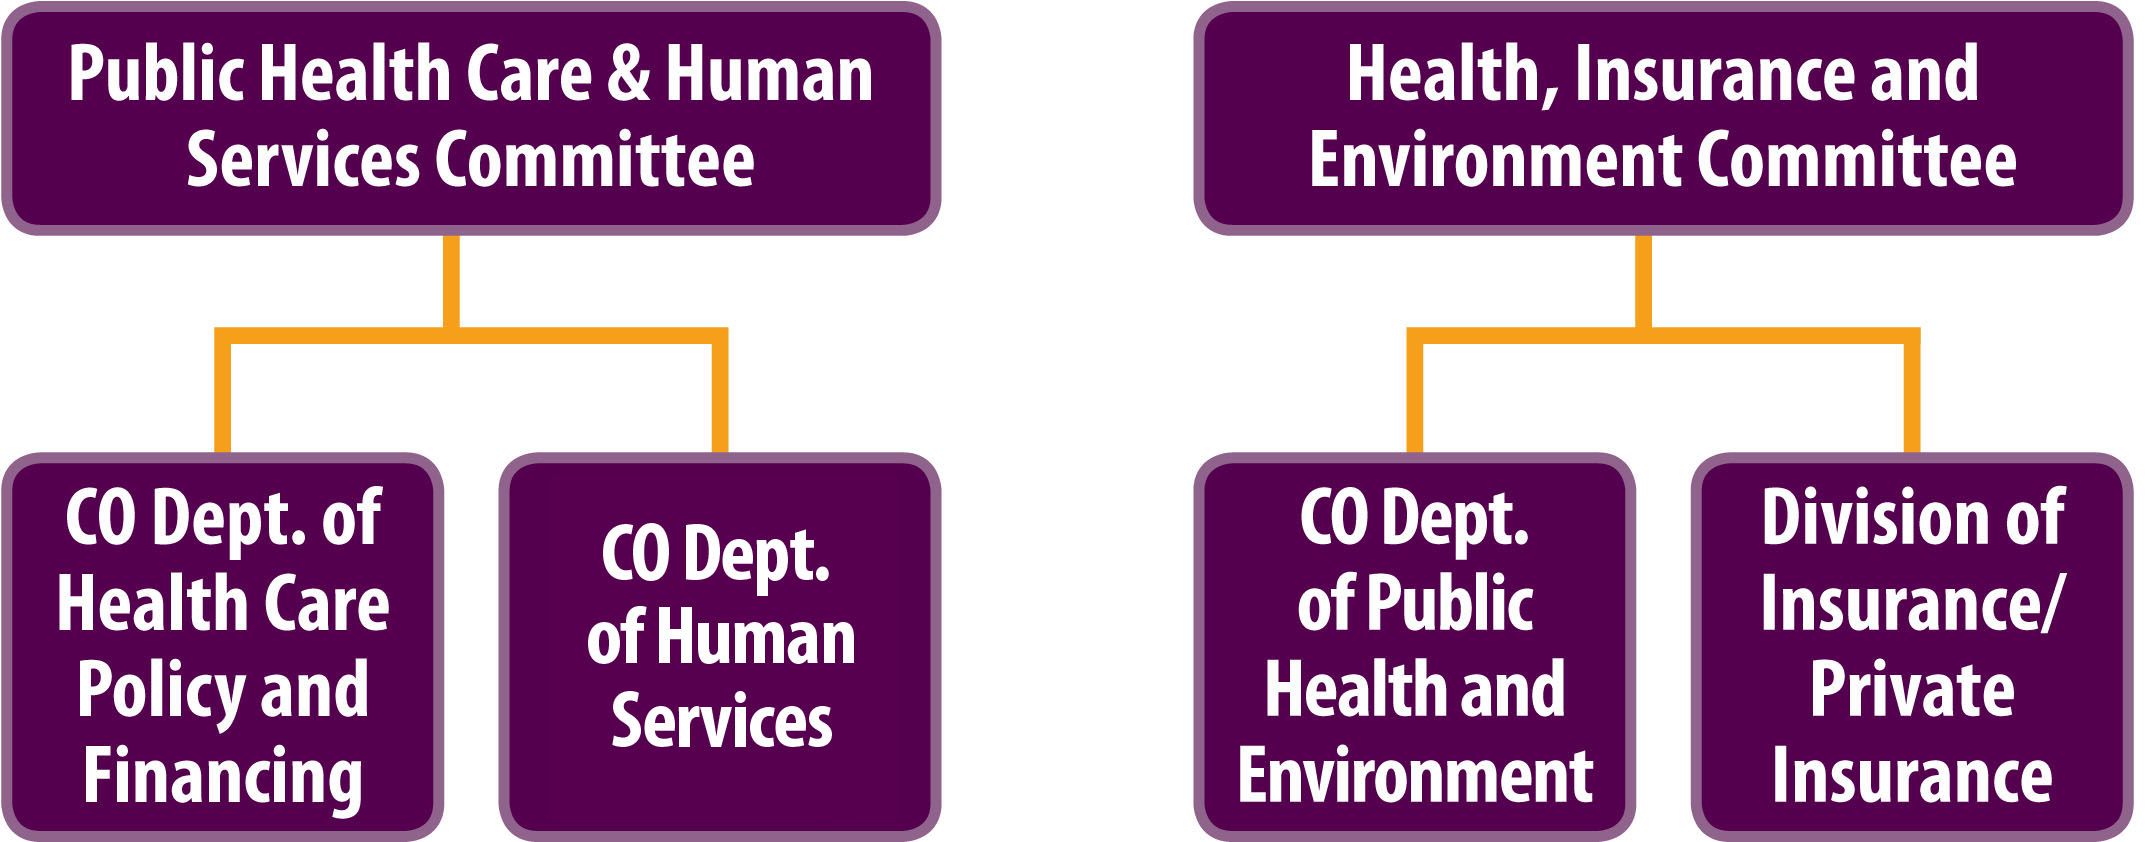 Public Health Care & Human
Services Committee
Health, Insurance and
Environment Committee
CO Dept. of
Health Care
Policy and
Financing
CO Dept.
of Human
Services
CO Dept.
of Public
Health and
Environment
Division of
Insurance/
Private
Insurance